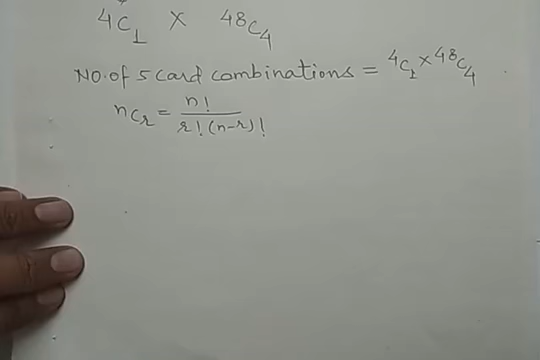 ⁴C₁ × ⁴⁸C₄
NO. of 5 card combinations = ⁴C₁ × ⁴⁸C₄
nCr = n! / r! (n-r)!